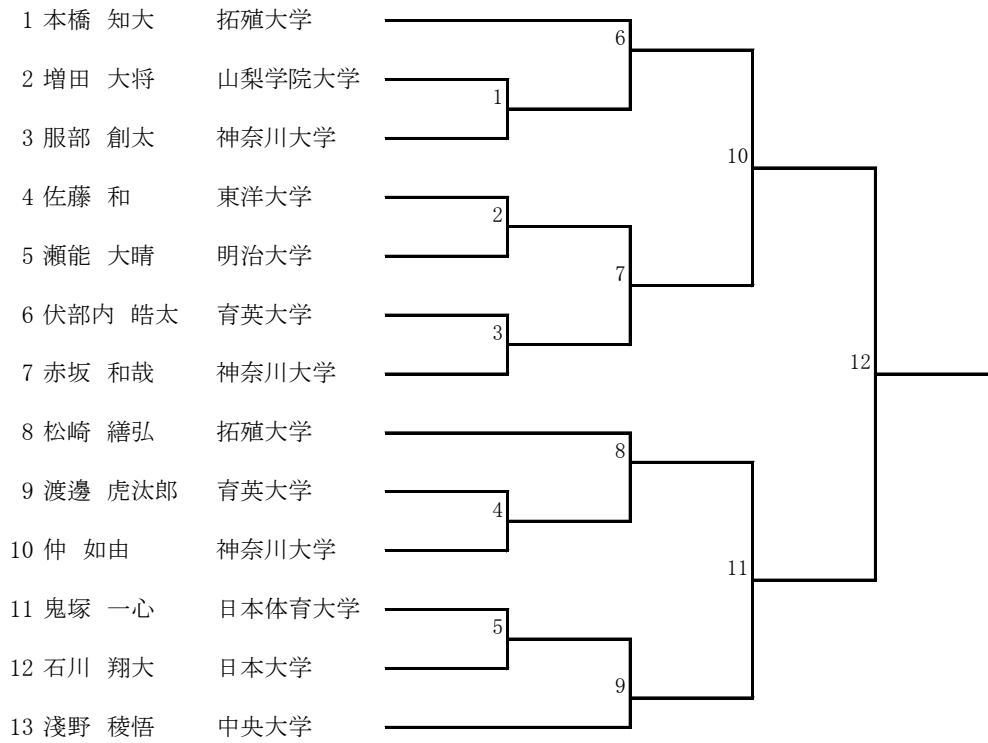 1 本橋 知大 拓殖大学
6
2 増田 大将 山梨学院大学
1
3 服部 創太 神奈川大学
10
4 佐藤 和 東洋大学
2
5 瀬能 大晴 明治大学
7
6 伏部内 皓太 育英大学
3
7 赤坂 和哉 神奈川大学
12
8 松崎 繕弘 拓殖大学
8
9 渡邊 虎汰郎 育英大学
4
10 仲 如由 神奈川大学
11
11 鬼塚 一心 日本体育大学
5
12 石川 翔大 日本大学
9
13 淺野 稜悟 中央大学